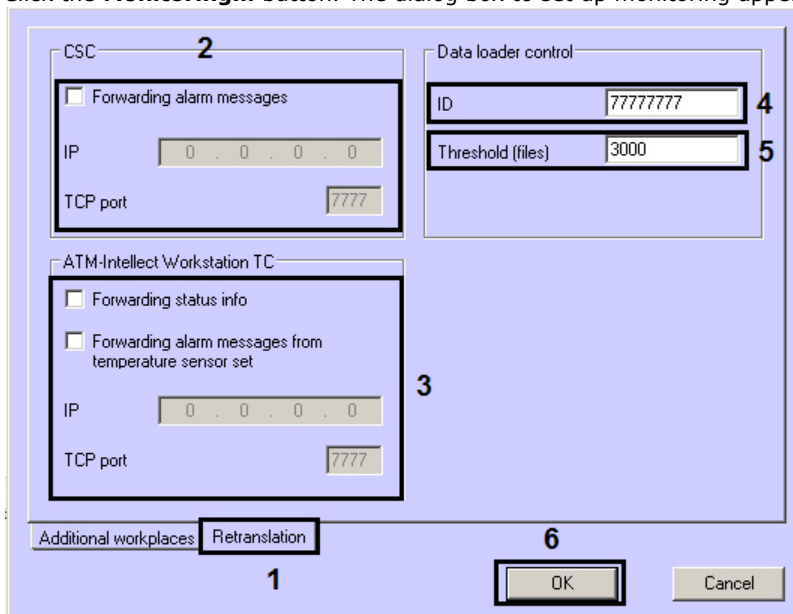 Click the Monitoring... button. The dialog box to set up monitoring appe
CSC
2
Data loader control
Forwarding alarm messages
ID
77777777
4
IP
0 . 0 . 0 . 0
Threshold (files)
3000
5
TCP port
7777
ATM-Intellect Workstation TC
Forwarding status info
Forwarding alarm messages from
temperature sensor set
3
IP
0 . 0 . 0 . 0
TCP port
7777
Additional workplaces
Retranslation
6
1
OK
Cancel